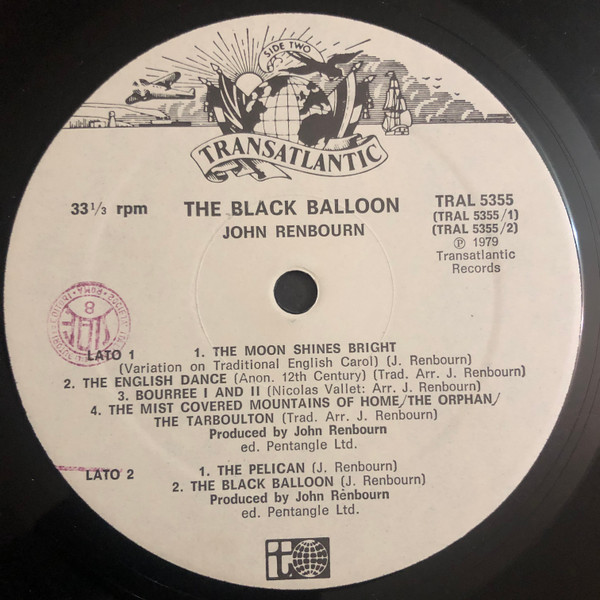 SIDE TWO
TRANSATLANTIC
33 1/3 rpm
THE BLACK BALLOON
JOHN RENBOURN
TRAL 5355
(TRAL 5355/1)
(TRAL 5355/2)
℗ 1979
Transatlantic
Records
LATO 1
1. THE MOON SHINES BRIGHT
(Variation on Traditional English Carol) (J. Renbourn)
2. THE ENGLISH DANCE (Anon. 12th Century) (Trad. Arr. J. Renbourn)
3. BOURREE I AND II (Nicolas Vallet: Arr. J. Renbourn)
4. THE MIST COVERED MOUNTAINS OF HOME/THE ORPHAN/
THE TARBOULTON (Trad. Arr. J. Renbourn)
Produced by John Renbourn
ed. Pentangle Ltd.
LATO 2
1. THE PELICAN (J. Renbourn)
2. THE BLACK BALLOON (J. Renbourn)
Produced by John Renbourn
ed. Pentangle Ltd.
it